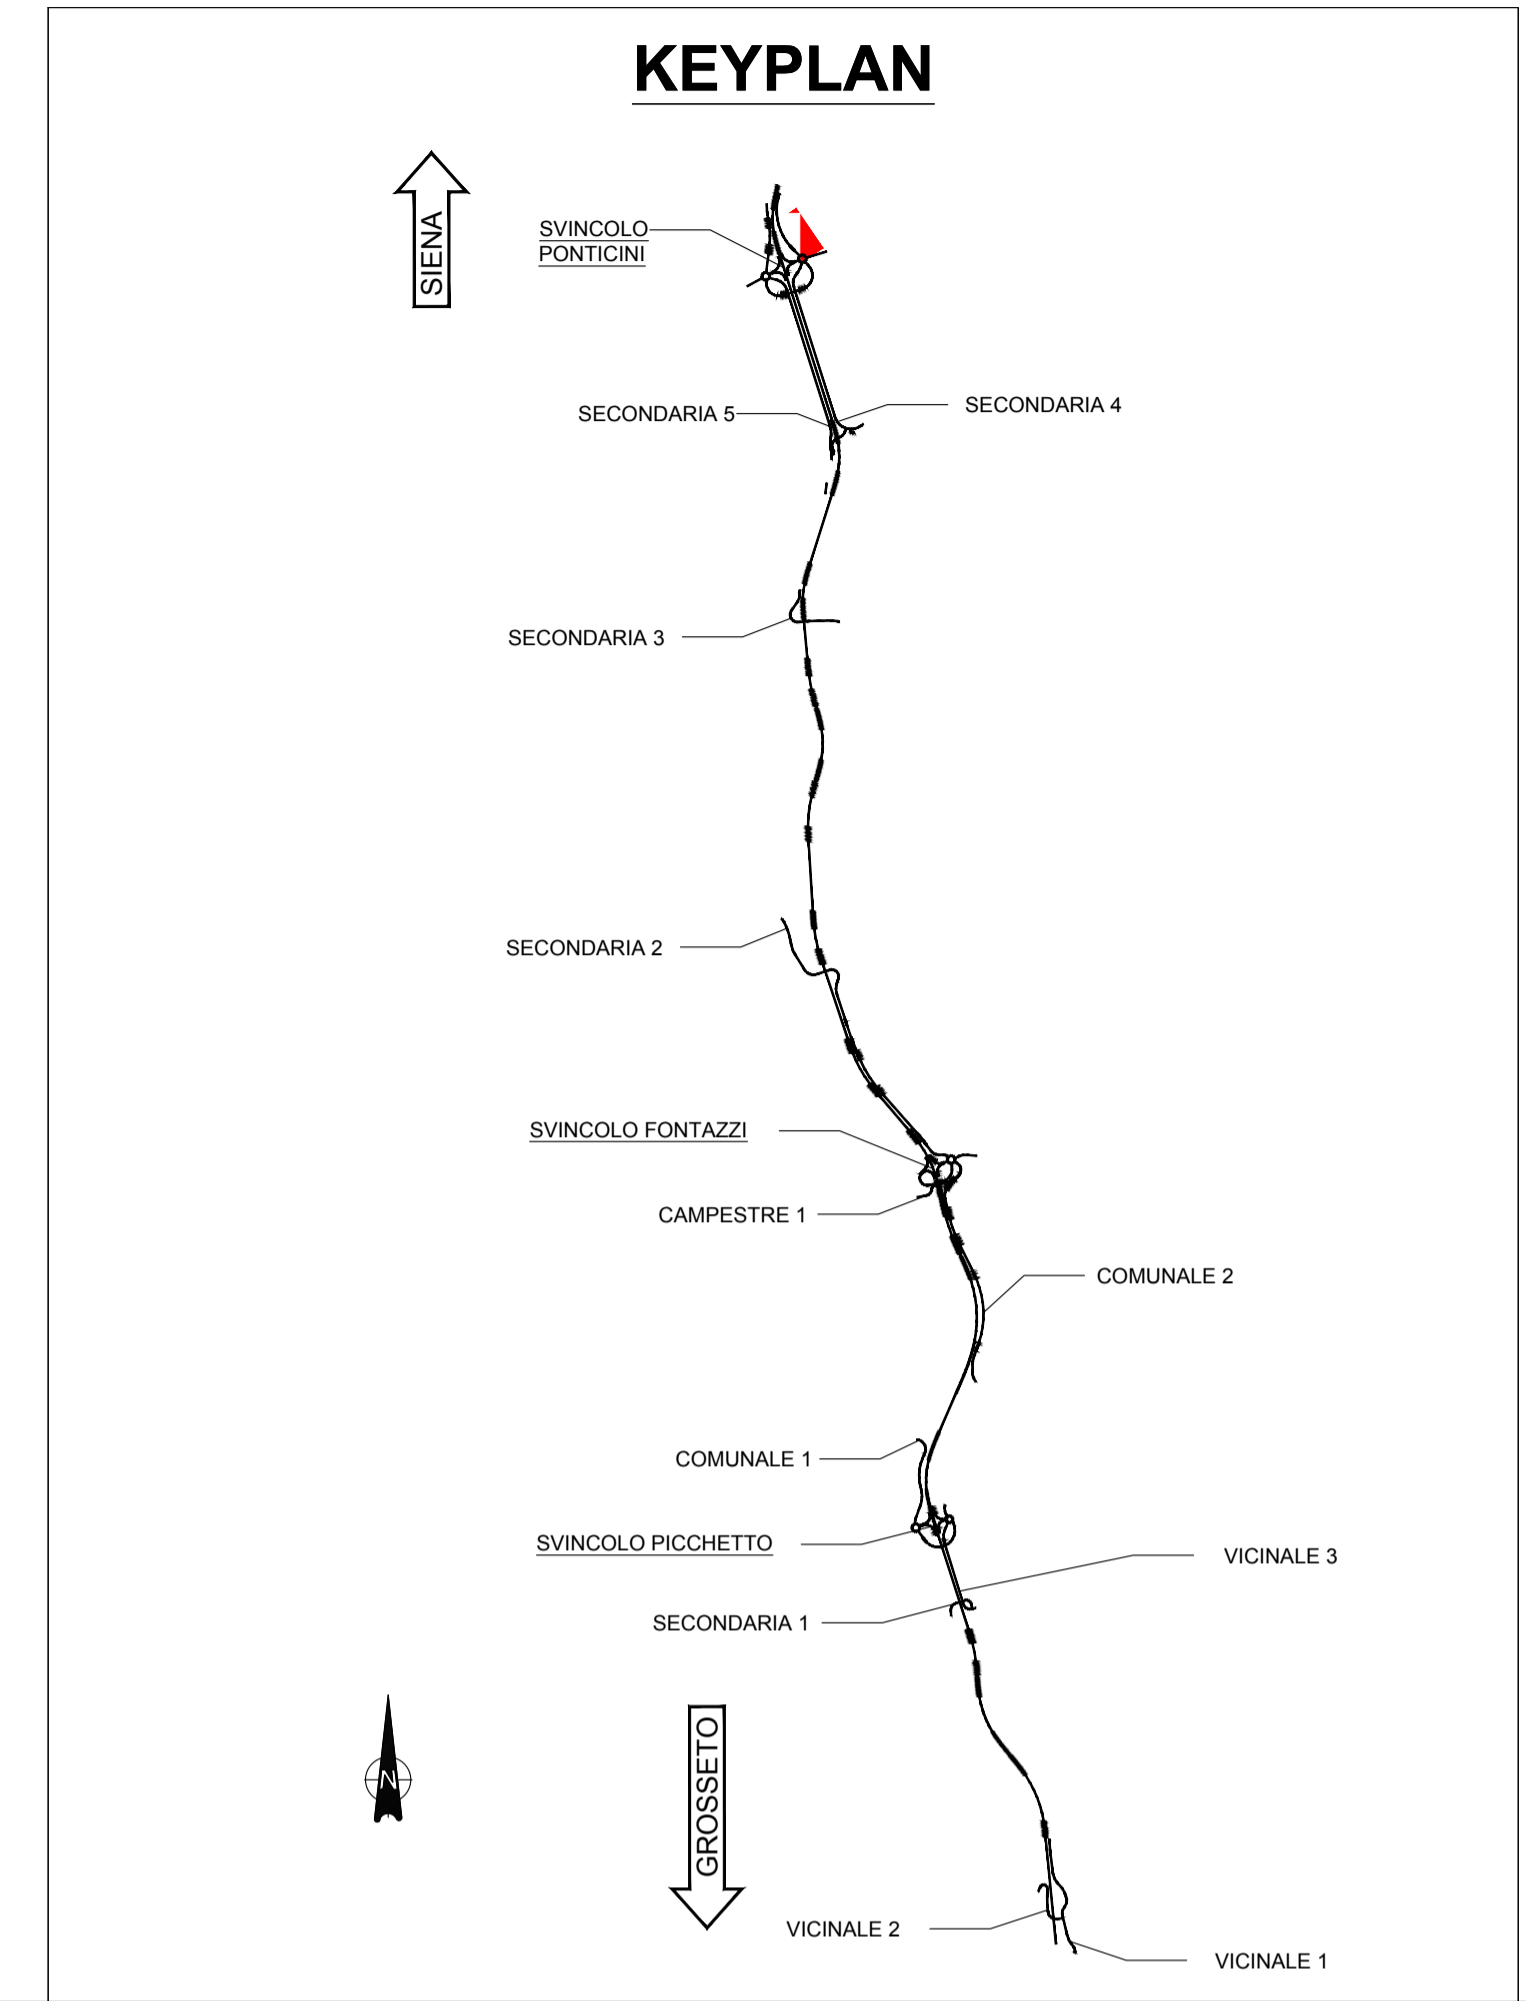 KEYPLAN
SIENA
SVINCOLO
PONTICINI
SECONDARIA 5
SECONDARIA 4
SECONDARIA 3
SECONDARIA 2
SVINCOLO FONTAZZI
CAMPESTRE 1
COMUNALE 2
COMUNALE 1
SVINCOLO PICCHETTO
VICINALE 3
SECONDARIA 1
N
GROSSETO
VICINALE 2
VICINALE 1